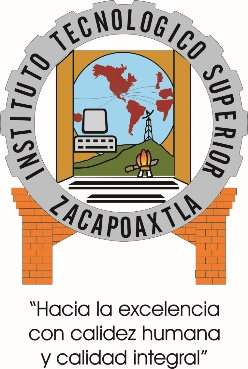 INSTITUTO TECNOLOGICO SUPERIOR
ZACAPOAXTLA
“Hacia la excelencia
con calidez humana
y calidad integral”